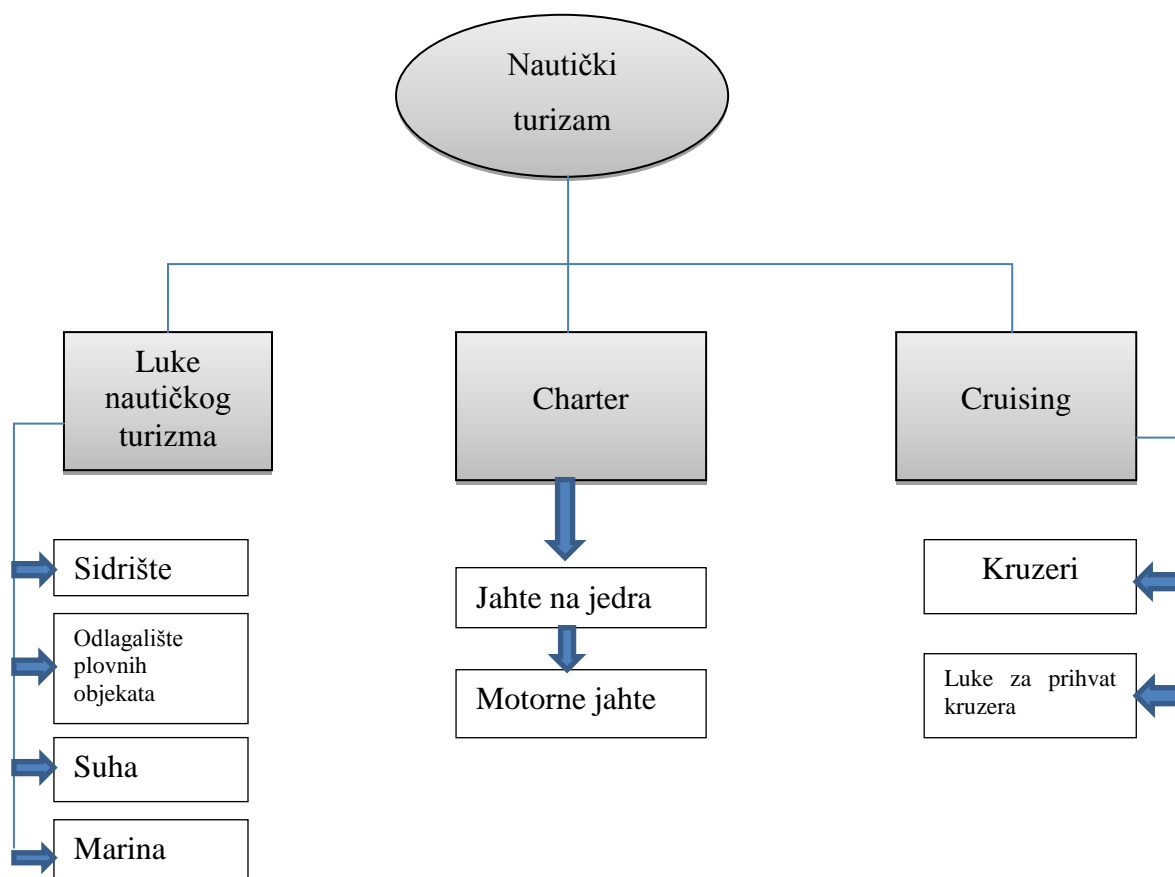 Nautički
turizam
Luke
nautičkog
turizma
Charter
Cruising
Sidrište
Odlagalište
plovnih
objekata
Suha
Marina
Jahte na jedra
Motorne jahte
Kruzeri
Luke za prihvat
kruzera